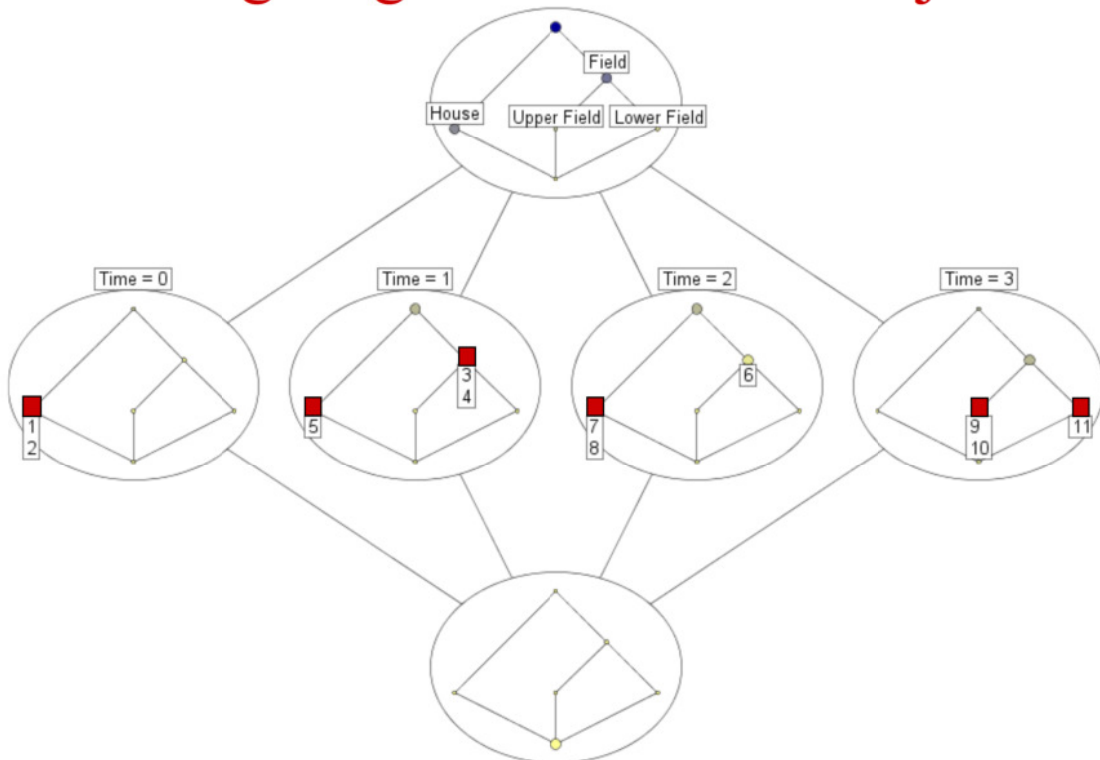 Field
House
Upper Field
Lower Field
Time = 0
Time = 1
Time = 2
Time = 3
1
2
3
4
5
6
7
8
9
10
11